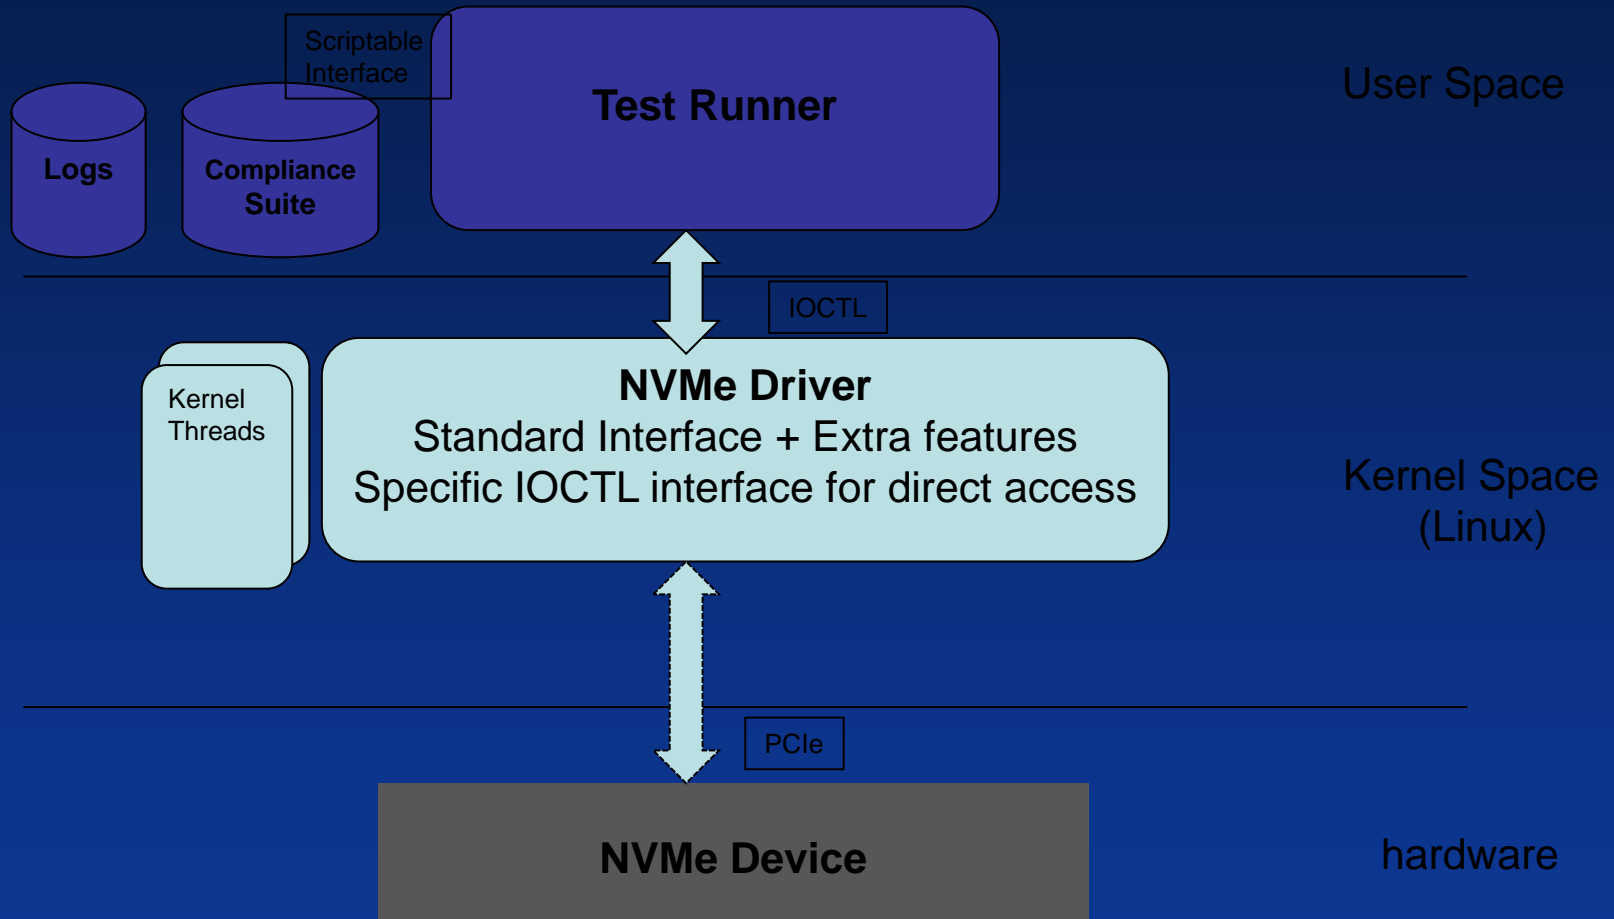 Scriptable
Interface
Test Runner
User Space
Logs
Compliance
Suite
IOCTL
Kernel
Threads
NVMe Driver
Standard Interface + Extra features
Specific IOCTL interface for direct access
Kernel Space
(Linux)
PCIe
NVMe Device
hardware